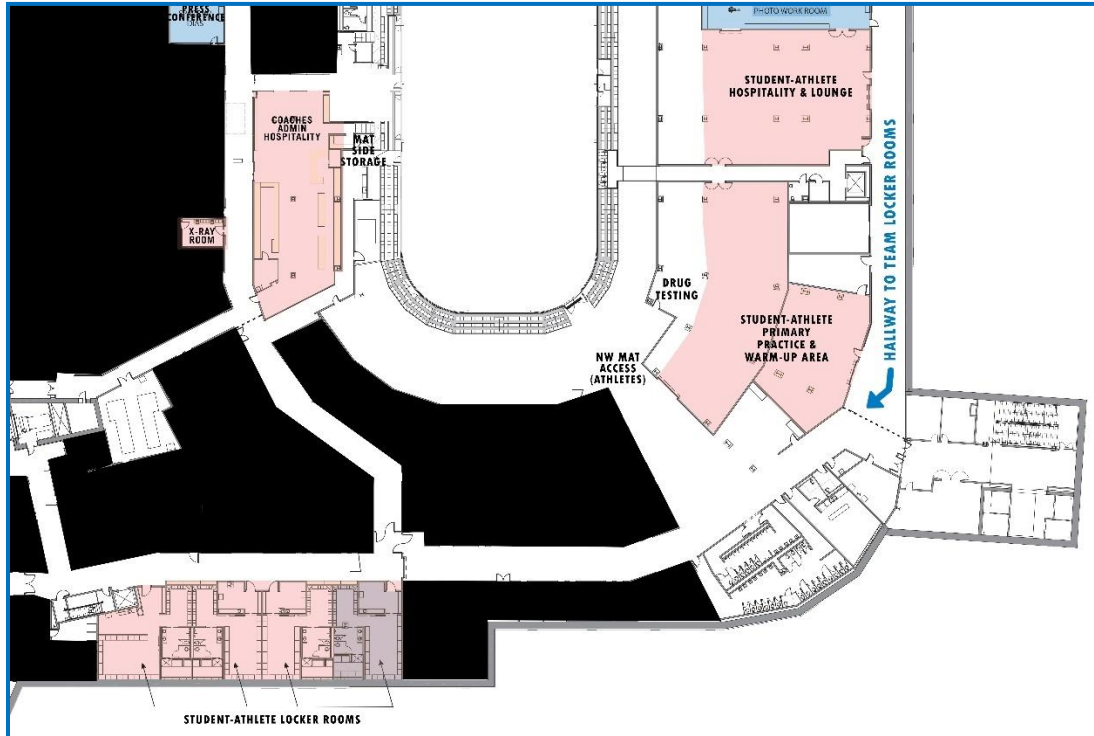 PRESS
CONFERENCE
DIAS
PHOTO WORK ROOM
STUDENT-ATHLETE
HOSPITALITY & LOUNGE
COACHES
ADMIN
HOSPITALITY
MAT
SIDE
STORAGE
X-RAY
ROOM
DRUG
TESTING
STUDENT-ATHLETE
PRIMARY
PRACTICE &
WARM-UP AREA
HALLWAY TO TEAM LOCKER ROOMS
NW MAT
ACCESS
(ATHLETES)
STUDENT-ATHLETE LOCKER ROOMS